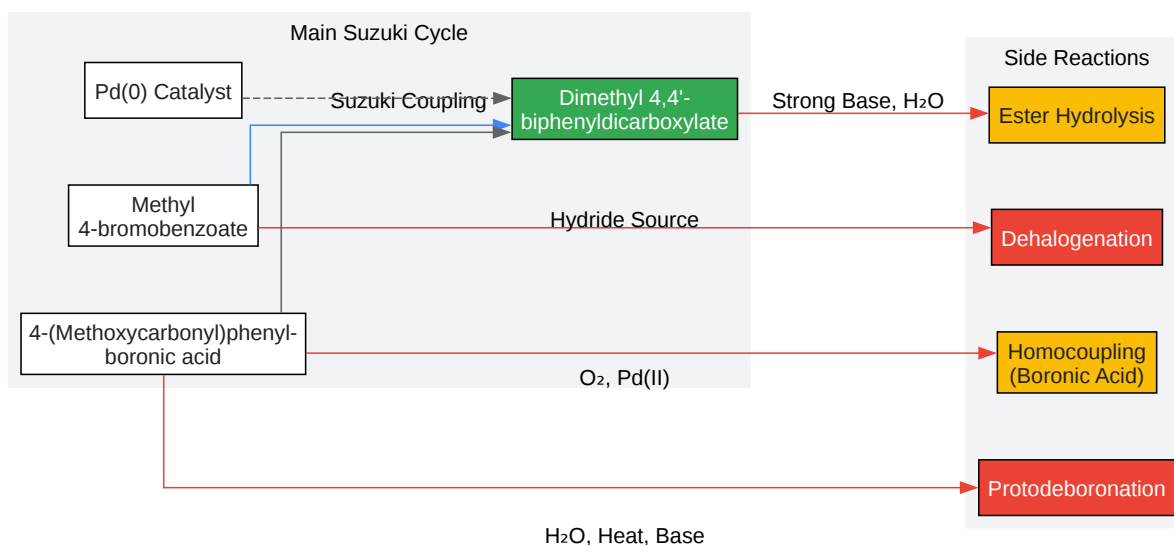 Main Suzuki Cycle
Side Reactions
Pd(0) Catalyst
Suzuki Coupling
Dimethyl 4,4'-
biphenyldicarboxylate
Strong Base, H₂O
Ester Hydrolysis
Methyl
4-bromobenzoate
Hydride Source
Dehalogenation
4-(Methoxycarbonyl)phenyl-
boronic acid
O₂, Pd(II)
Homocoupling
(Boronic Acid)
Protodeboronation
H₂O, Heat, Base